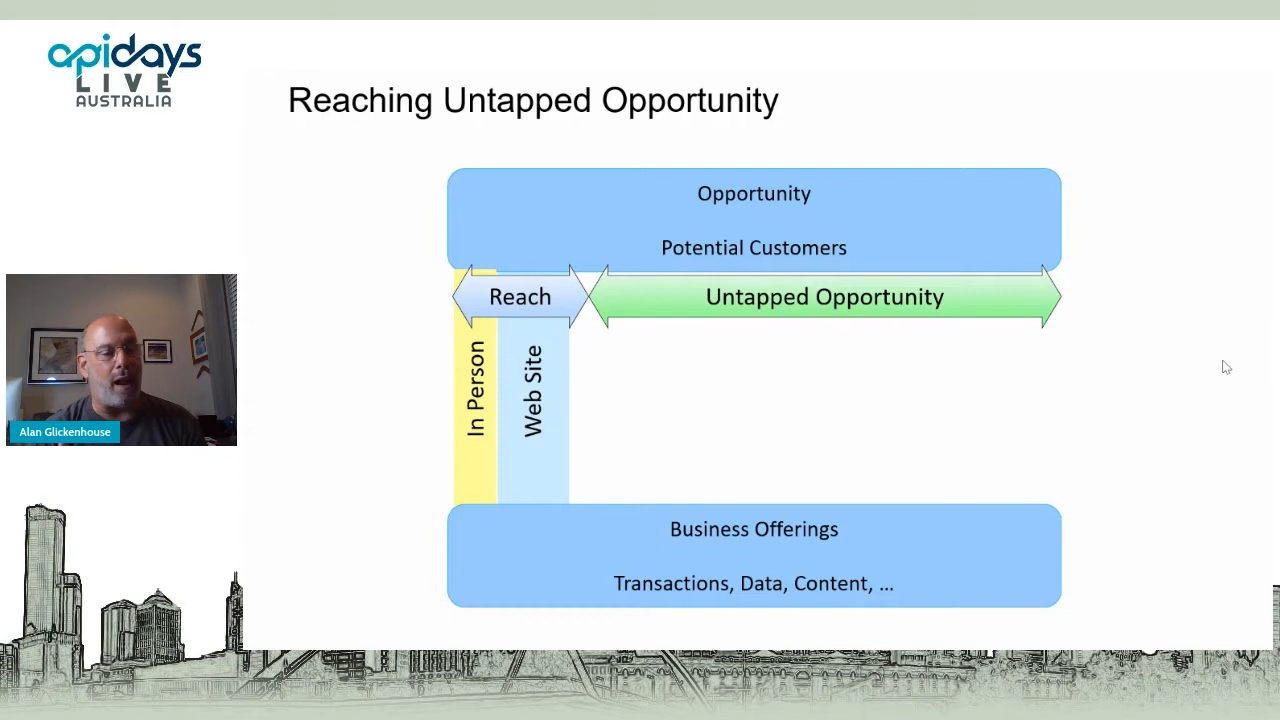 apidays
LIVE
AUSTRALIA
Reaching Untapped Opportunity
Opportunity
Potential Customers
Reach
Untapped Opportunity
In Person
Web Site
Alan Glickenhouse
Business Offerings
Transactions, Data, Content, ...